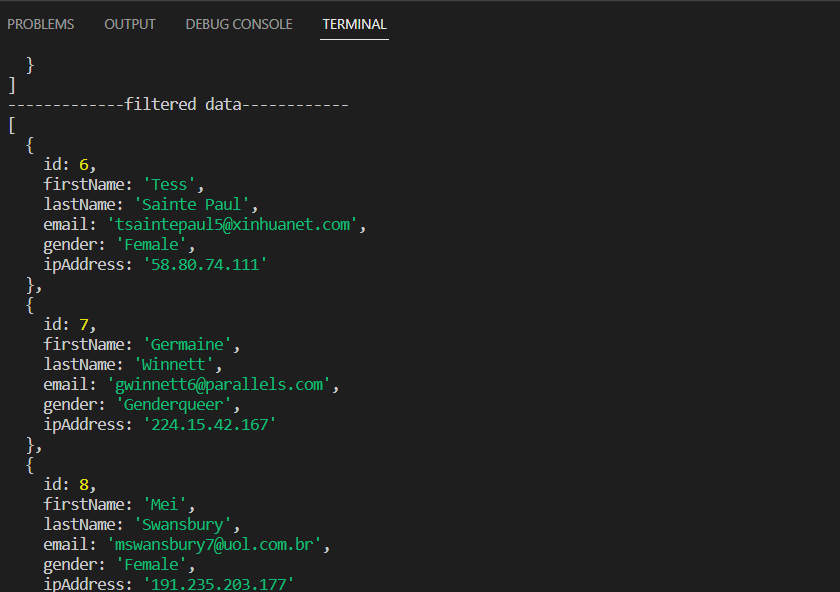 PROBLEMS OUTPUT DEBUG CONSOLE TERMINAL
}
]
-------------filtered data------------
[
{
id: 6,
firstName: 'Tess',
lastName: 'Sainte Paul',
email: 'tsaintepaul5@xinhuanet.com',
gender: 'Female',
ipAddress: '58.80.74.111'
},
{
id: 7,
firstName: 'Germaine',
lastName: 'Winnett',
email: 'gwinnett6@parallels.com',
gender: 'Genderqueer',
ipAddress: '224.15.42.167'
},
{
id: 8,
firstName: 'Mei',
lastName: 'Swansbury',
email: 'mswansbury7@uol.com.br',
gender: 'Female',
ipAddress: '191.235.203.177'